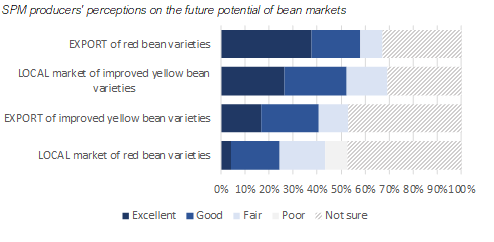 SPM producers' perceptions on the future potential of bean markets
EXPORT of red bean varieties
LOCAL market of improved yellow bean
varieties
EXPORT of improved yellow bean varieties
LOCAL market of red bean varieties
0% 10% 20% 30% 40% 50% 60% 70% 80% 90% 100%
Excellent Good Fair Poor Not sure